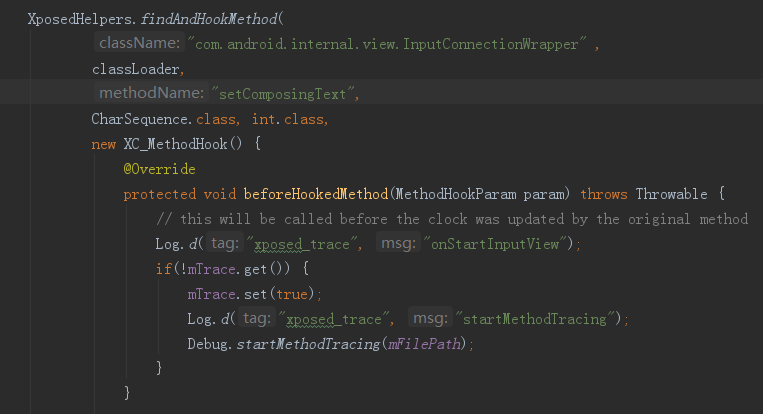 XposedHelpers.findAndHookMethod(
className: "com.android.internal.view.InputConnectionWrapper" ,
classLoader,
methodName: "setComposingText",
CharSequence.class, int.class,
new XC_MethodHook() {
@Override
protected void beforeHookedMethod(MethodHookParam param) throws Throwable {
// this will be called before the clock was updated by the original method
Log.d( tag: "xposed_trace", msg: "onStartInputView");
if(!mTrace.get()) {
mTrace.set(true);
Log.d( tag: "xposed_trace", msg: "startMethodTracing");
Debug.startMethodTracing(mFilePath);
}
}